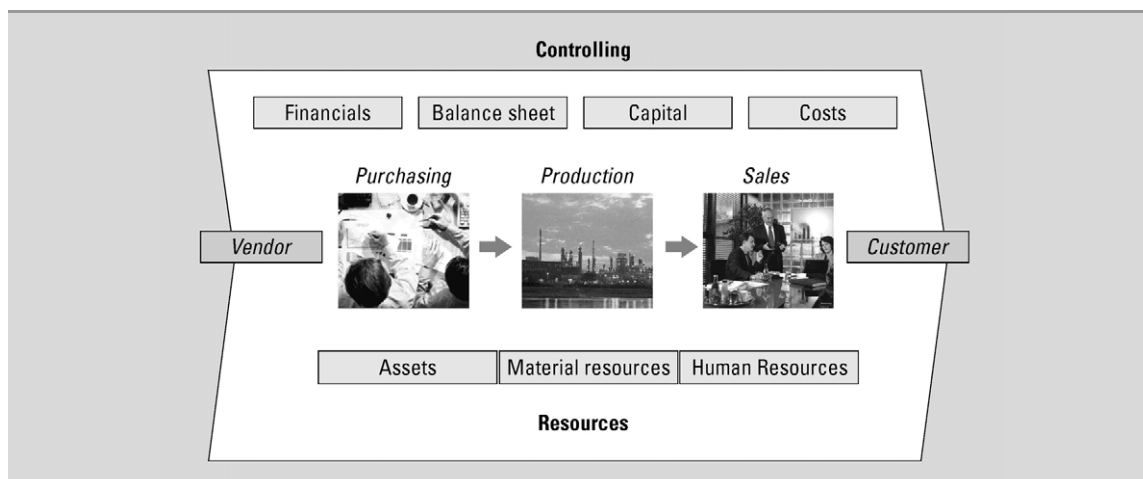 Controlling
Financials Balance sheet Capital Costs
Purchasing Production Sales
Vendor Customer
Assets Material resources Human Resources
Resources